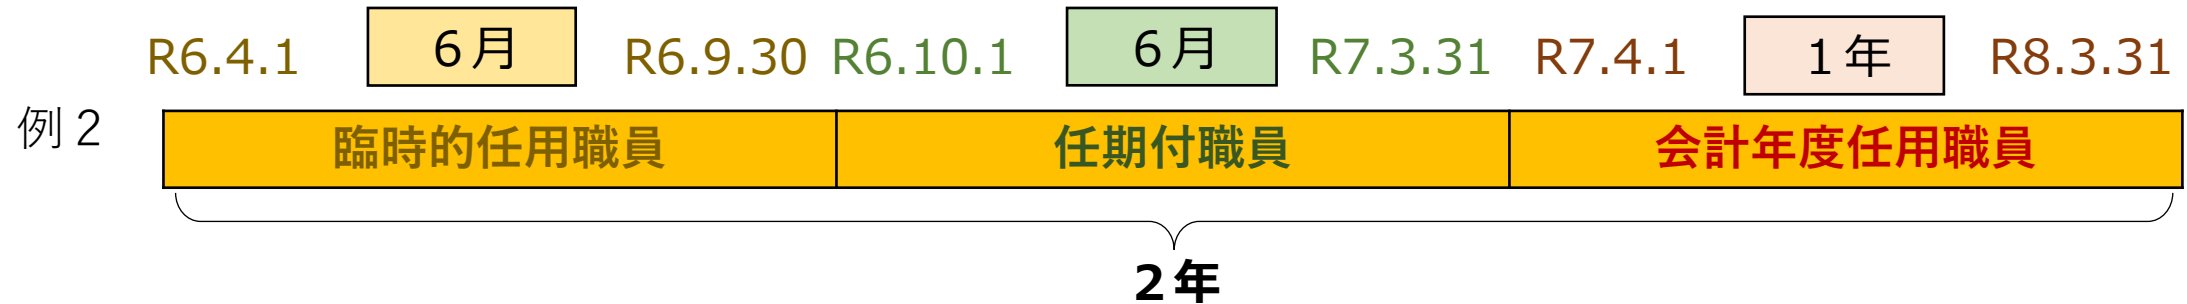 R6.4.1 ６月 R6.9.30 R6.10.1 ６月 R7.3.31 R7.4.1 １年 R8.3.31
例２ 臨時的任用職員 任期付職員 会計年度任用職員
２年